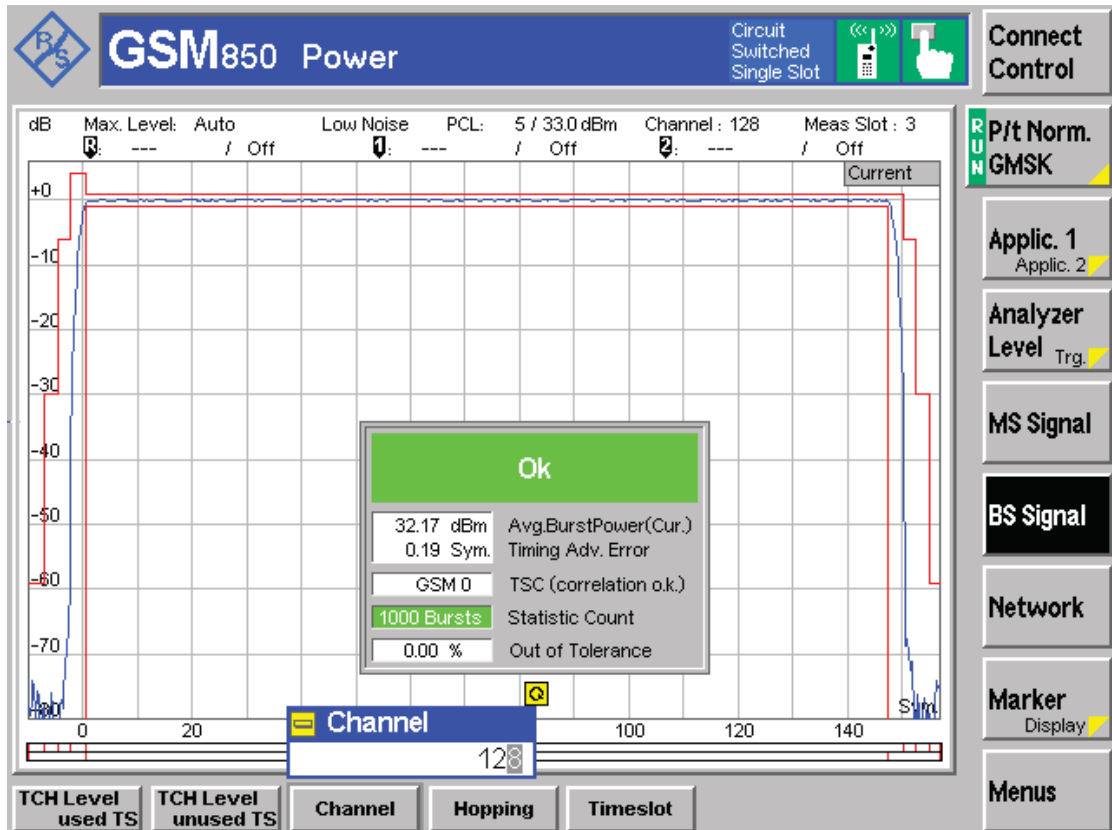 R/S
GSM850 Power
Circuit
Switched
Single Slot
Connect
Control
dB Max. Level: Auto Low Noise PCL: 5 / 33.0 dBm Channel : 128 Meas Slot : 3
R: --- / Off 1: --- / Off 2: --- / Off
RUN
P/t Norm.
GMSK
Current
+0
-10
-20
-30
-40
-50
-60
-70
-80
Sym.
0 20 100 120 140
Applic. 1
Applic. 2
Analyzer
Level Trg.
MS Signal
BS Signal
Network
Marker
Display
Menus
Ok
32.17 dBm Avg.BurstPower(Cur.)
0.19 Sym. Timing Adv. Error
GSM 0 TSC (correlation o.k.)
1000 Bursts Statistic Count
0.00 % Out of Tolerance
Channel
128
TCH Level
used TS
TCH Level
unused TS
Channel
Hopping
Timeslot